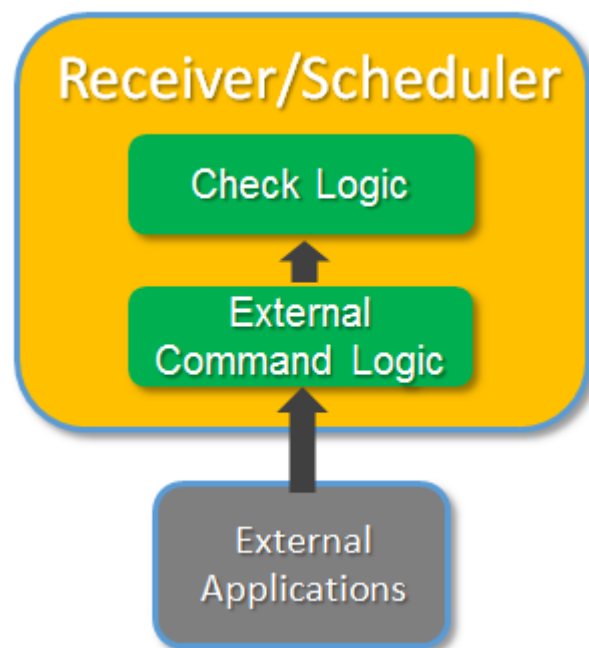 Receiver/Scheduler
Check Logic
External
Command Logic
External
Applications